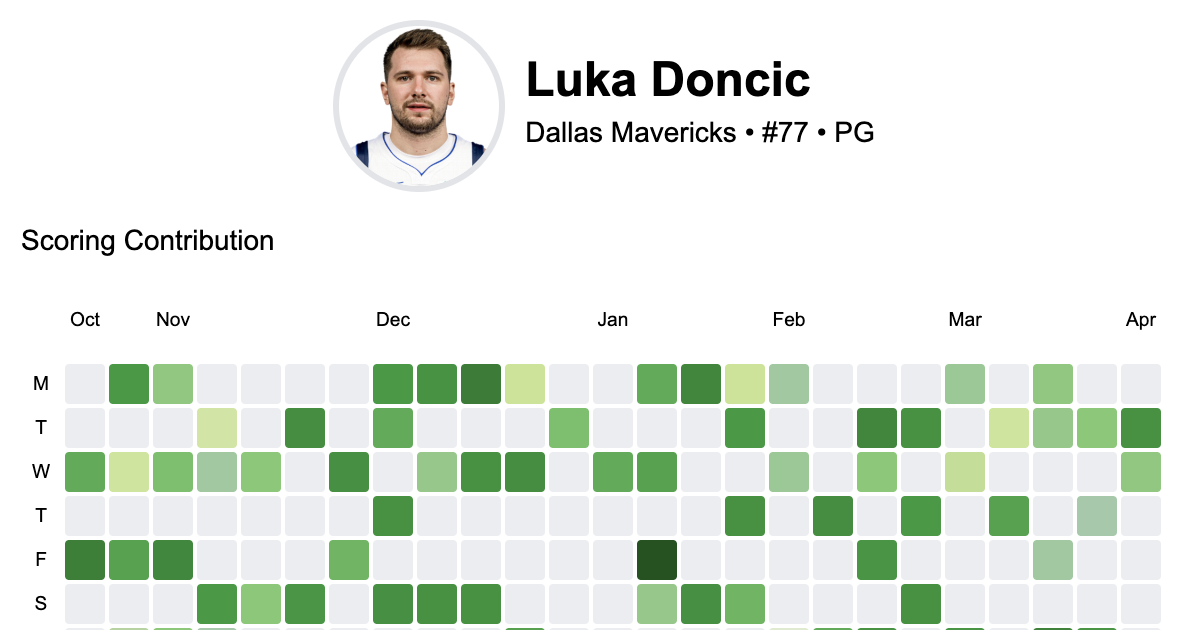 Luka Doncic
Dallas Mavericks • #77 • PG
Scoring Contribution
Oct Nov Dec Jan Feb Mar Apr
M
T
W
T
F
S